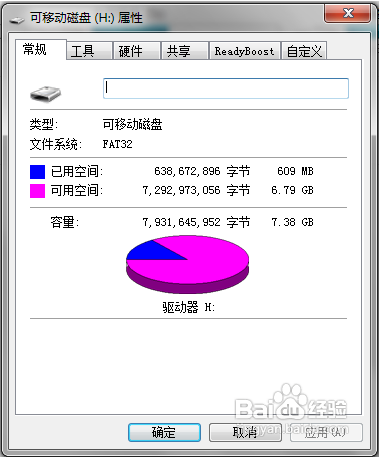 可移动磁盘 (H:) 属性
常规 工具 硬件 共享 ReadyBoost 自定义
类型: 可移动磁盘
文件系统: FAT32
已用空间: 638,672,896 字节 609 MB
可用空间: 7,292,973,056 字节 6.79 GB
容量: 7,931,645,952 字节 7.38 GB
驱动器 H:
确定 取消 应用(A)
Baidu 经验
jingyan.baidu.com